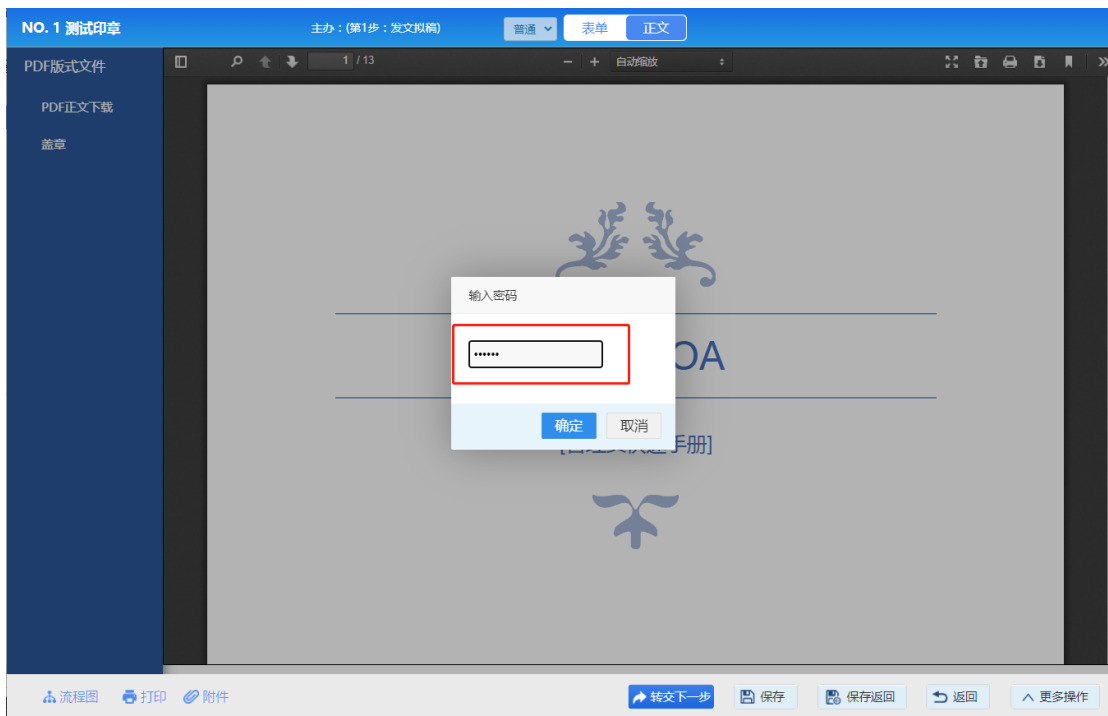 NO. 1 测试印章
主办：(第1步：发文拟稿)
普通
表单
正文
PDF版式文件
PDF正文下载
盖章
1 / 13
自动缩放
输入密码
••••••
OA
确定
取消
手册]
流程图
打印
附件
转交下一步
保存
保存返回
返回
更多操作